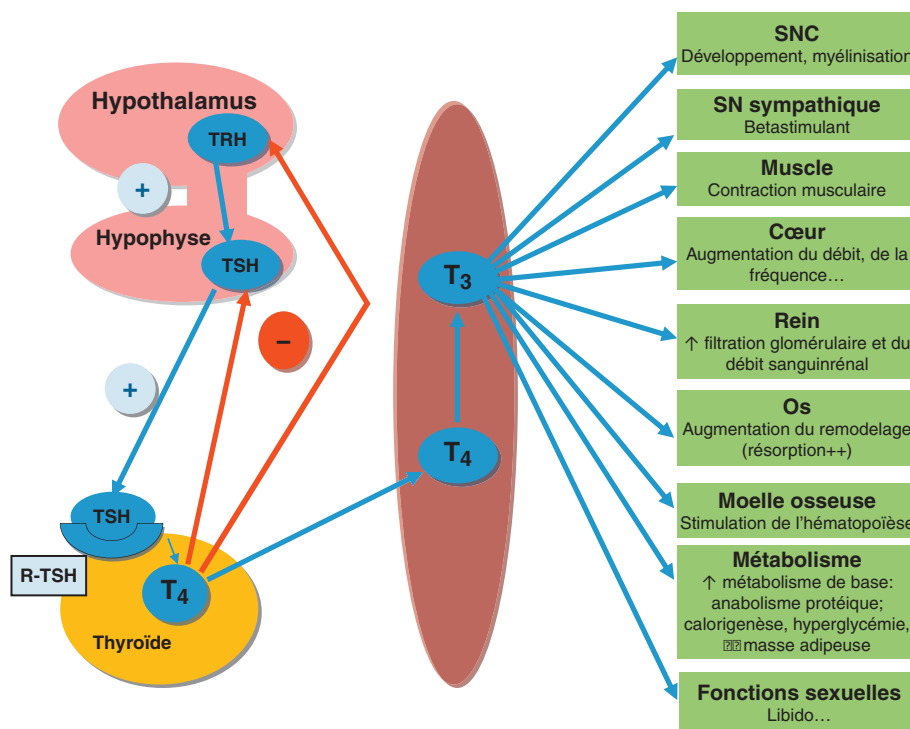 Hypothalamus
TRH
+
Hypophyse
TSH
−
+
TSH
R-TSH
T4
Thyroïde
T3
T4
SNC
Développement, myélinisation
SN sympathique
Betastimulant
Muscle
Contraction musculaire
Cœur
Augmentation du débit, de la
fréquence…
Rein
↑ filtration glomérulaire et du
débit sanguinrénal
Os
Augmentation du remodelage
(résorption++)
Moelle osseuse
Stimulation de l’hématopoïèse
Métabolisme
↑ métabolisme de base:
anabolisme protéique;
calorigenèse, hyperglycémie,
masse adipeuse
Fonctions sexuelles
Libido…